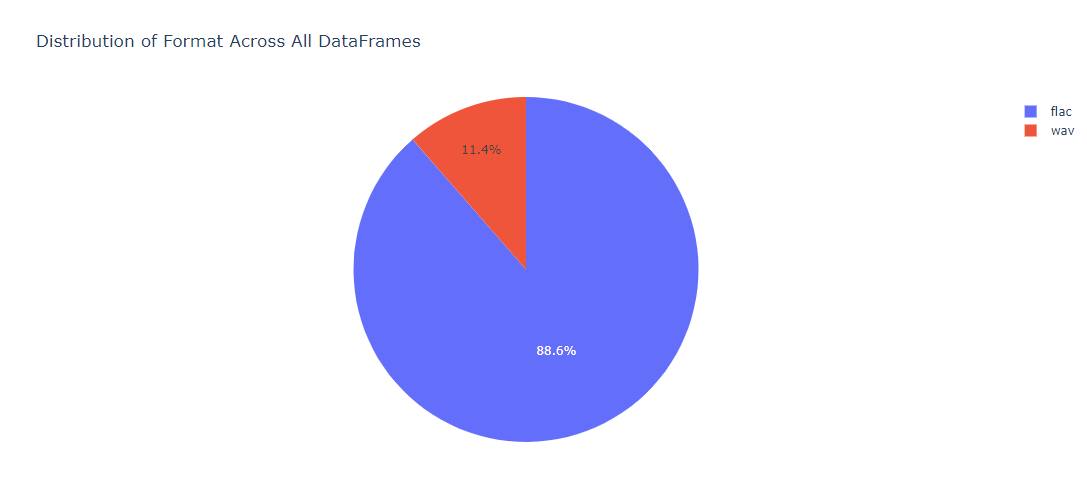 Distribution of Format Across All DataFrames
flac
wav
11.4%
88.6%